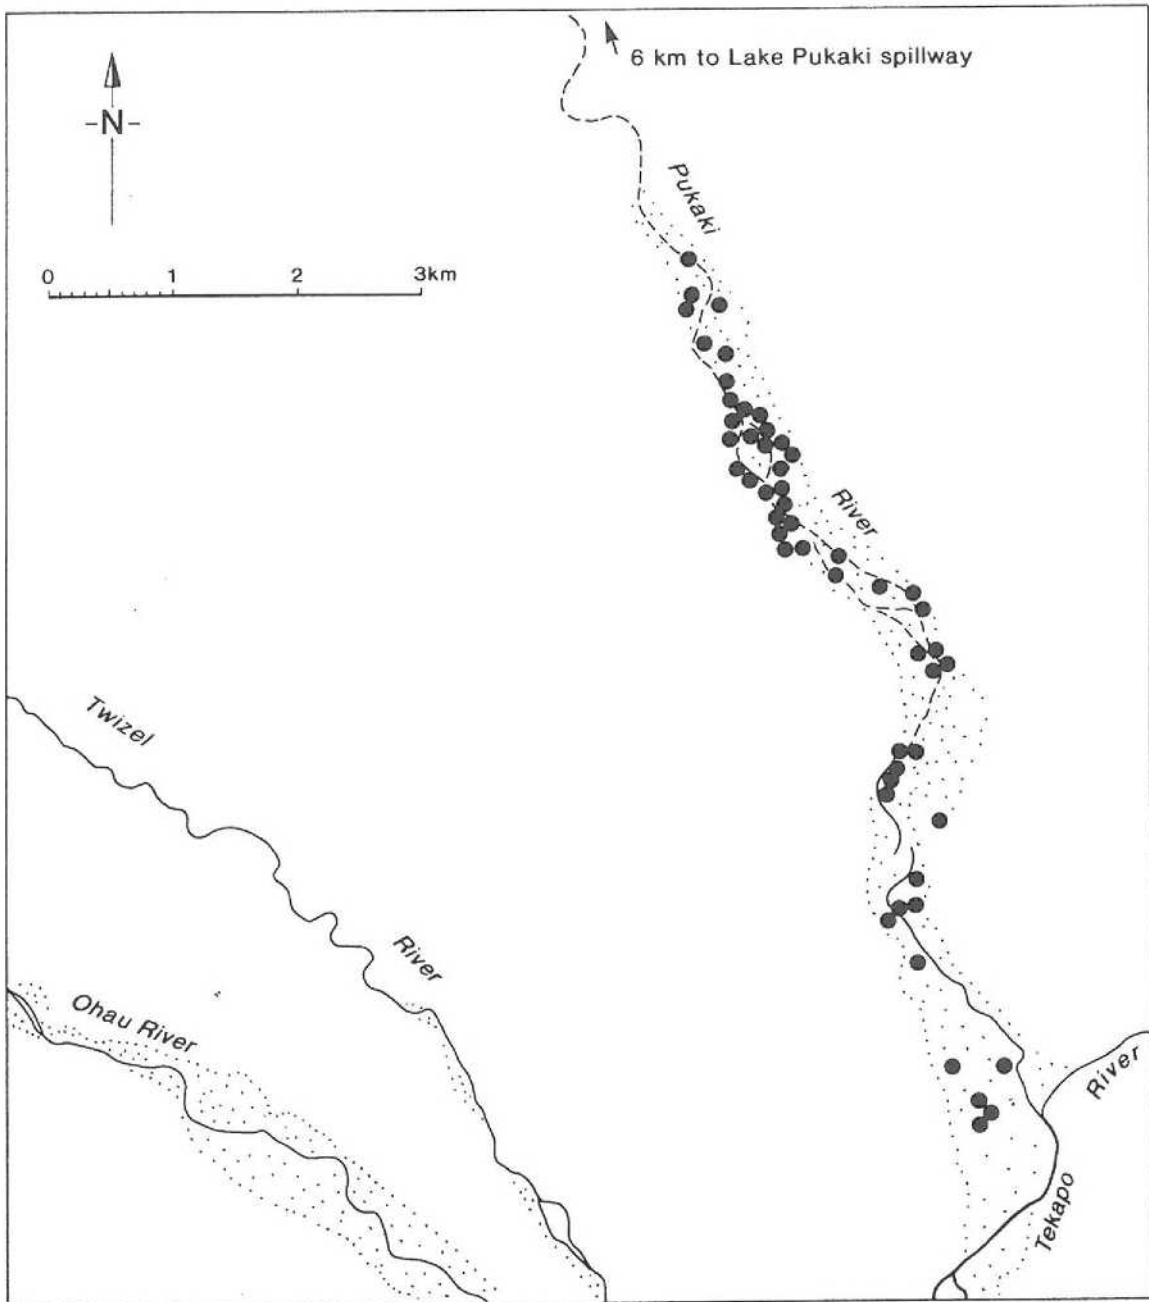 6 km to Lake Pukaki spillway
-N-
Pukaki
0 1 2 3km
River
Twizel
River
Ohau River
River
Tekapo